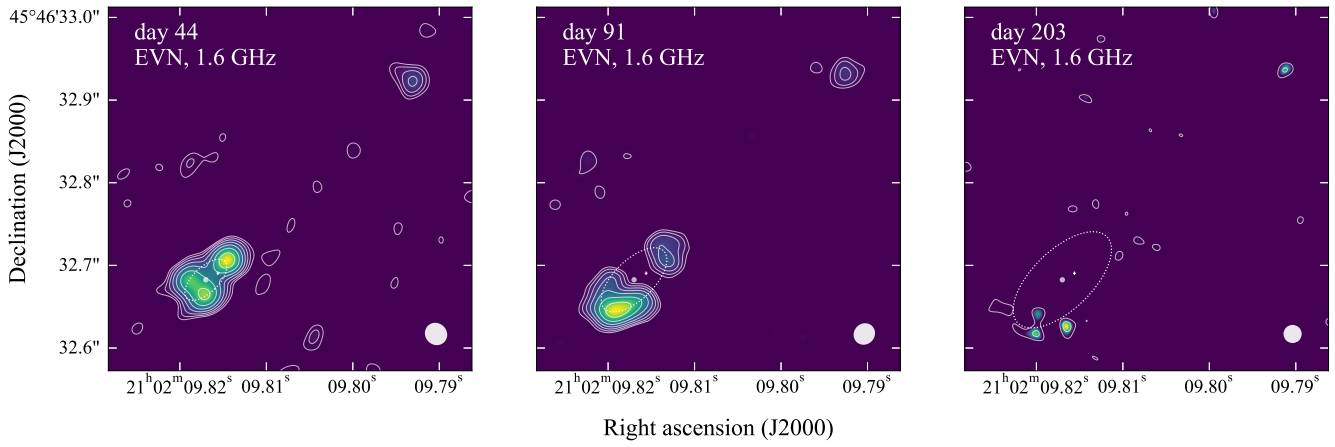 day 44
EVN, 1.6 GHz
day 91
EVN, 1.6 GHz
day 203
EVN, 1.6 GHz
45°46'33.0"
32.9"
32.8"
32.7"
32.6"
Declination (J2000)
21ʰ02ᵐ09.82ˢ 09.81ˢ 09.80ˢ 09.79ˢ
21ʰ02ᵐ09.82ˢ 09.81ˢ 09.80ˢ 09.79ˢ
21ʰ02ᵐ09.82ˢ 09.81ˢ 09.80ˢ 09.79ˢ
Right ascension (J2000)